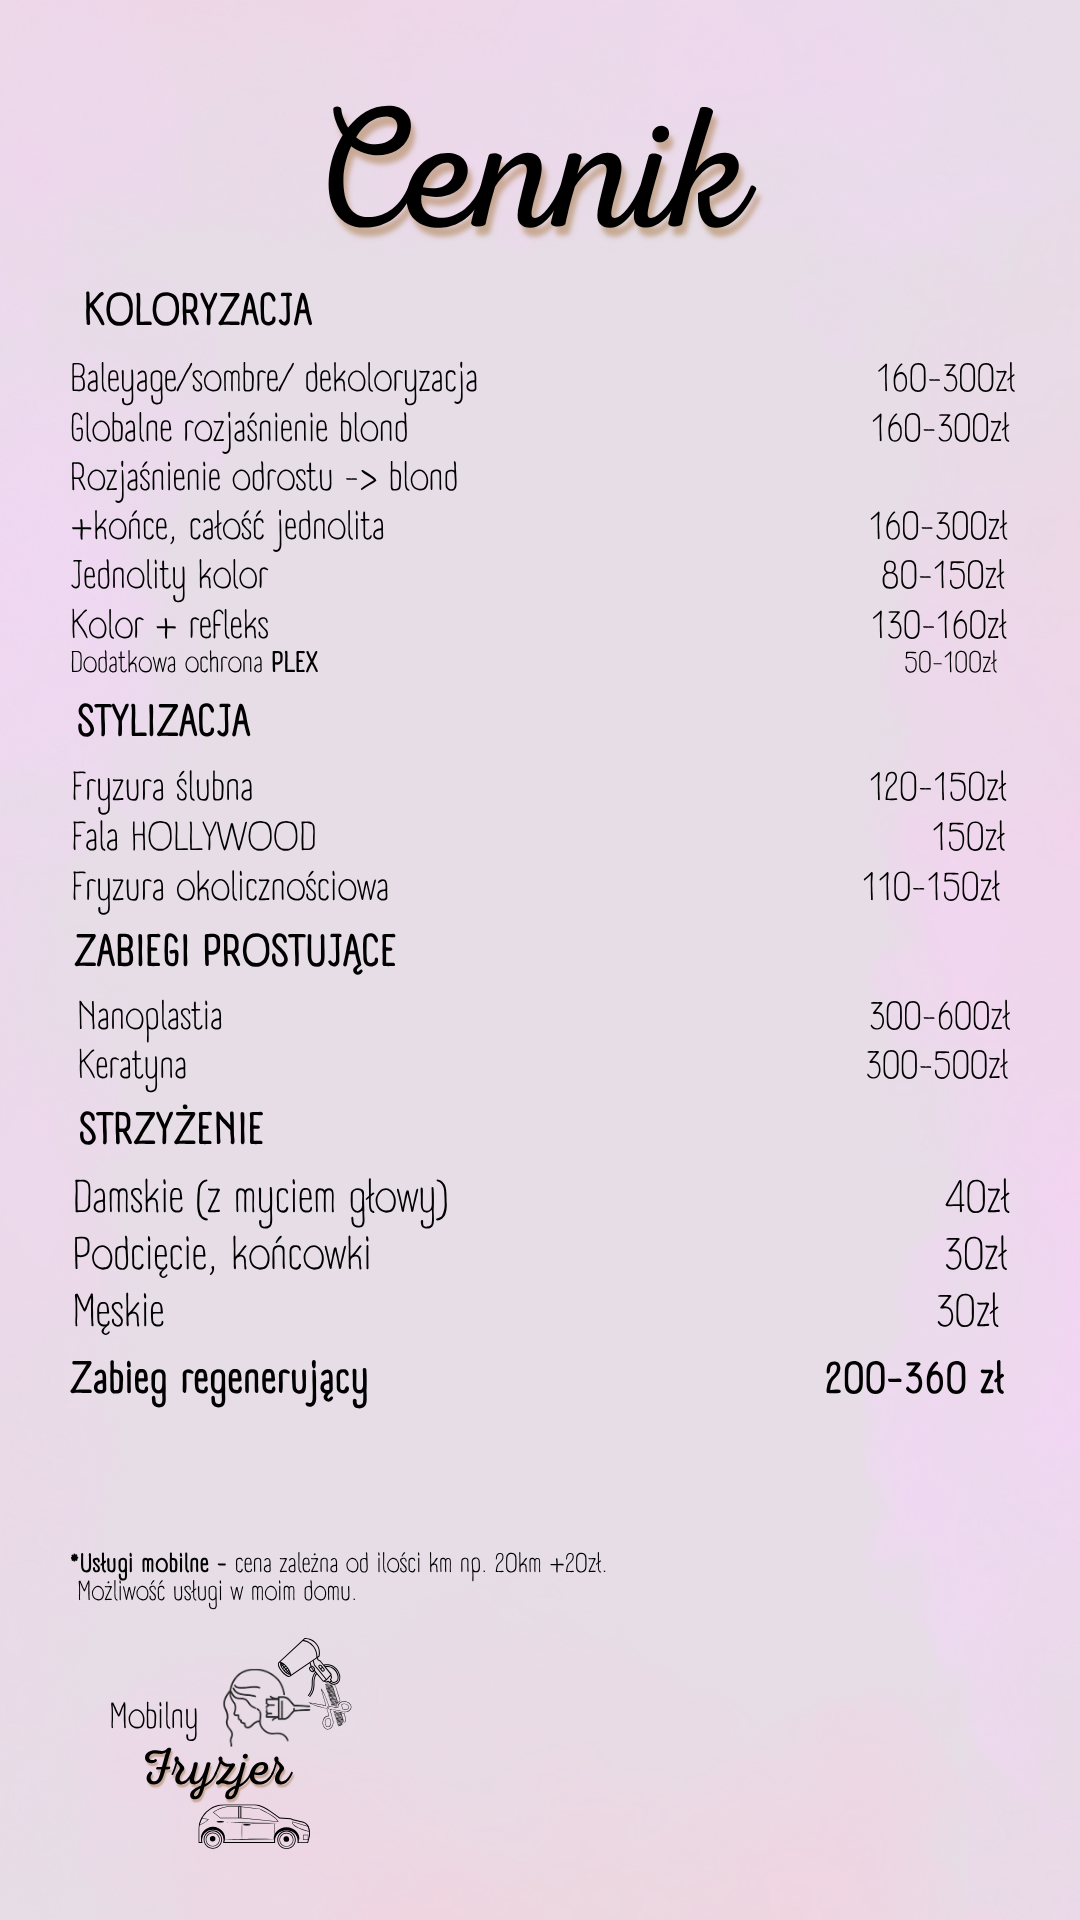 Cennik
KOLORYZACJA
Baleyage/sombre/ dekoloryzacja 160-300zł
Globalne rozjaśnienie blond 160-300zł
Rozjaśnienie odrostu -> blond
+końce, całość jednolita 160-300zł
Jednolity kolor 80-150zł
Kolor + refleks 130-160zł
Dodatkowa ochrona PLEX 50-100zł
STYLIZACJA
Fryzura ślubna 120-150zł
Fala HOLLYWOOD 150zł
Fryzura okolicznościowa 110-150zł
ZABIEGI PROSTUJĄCE
Nanoplastia 300-600zł
Keratyna 300-500zł
STRZYŻENIE
Damskie (z myciem głowy) 40zł
Podcięcie, końcowki 30zł
Męskie 30zł
Zabieg regenerujący 200-360 zł
*Usługi mobilne - cena zależna od ilości km np. 20km +20zł.
Możliwość usługi w moim domu.
Mobilny
Fryzjer